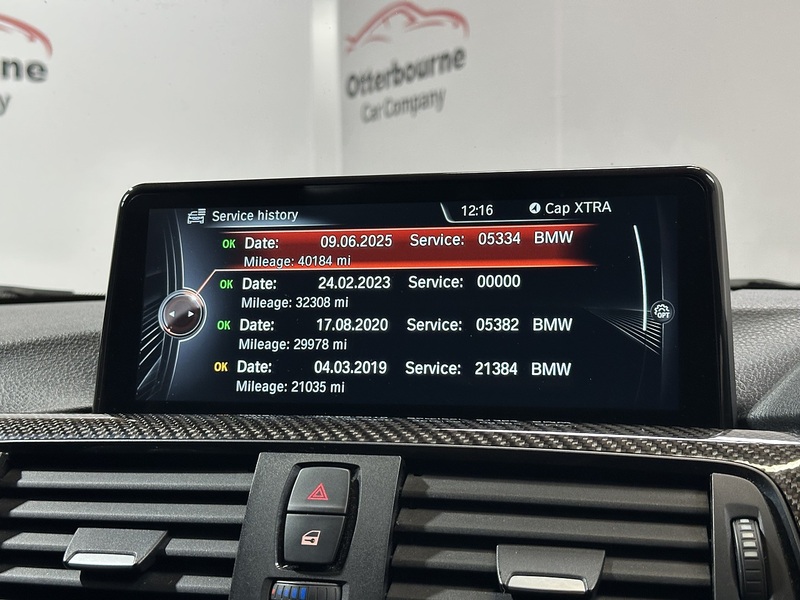 ne
y
Otterbourne
Car Company
Service history 12:16 Cap XTRA
OK Date: 09.06.2025 Service: 05334 BMW
Mileage: 40184 mi
OK Date: 24.02.2023 Service: 00000
Mileage: 32308 mi
OK Date: 17.08.2020 Service: 05382 BMW
Mileage: 29978 mi
OK Date: 04.03.2019 Service: 21384 BMW
Mileage: 21035 mi
OPT